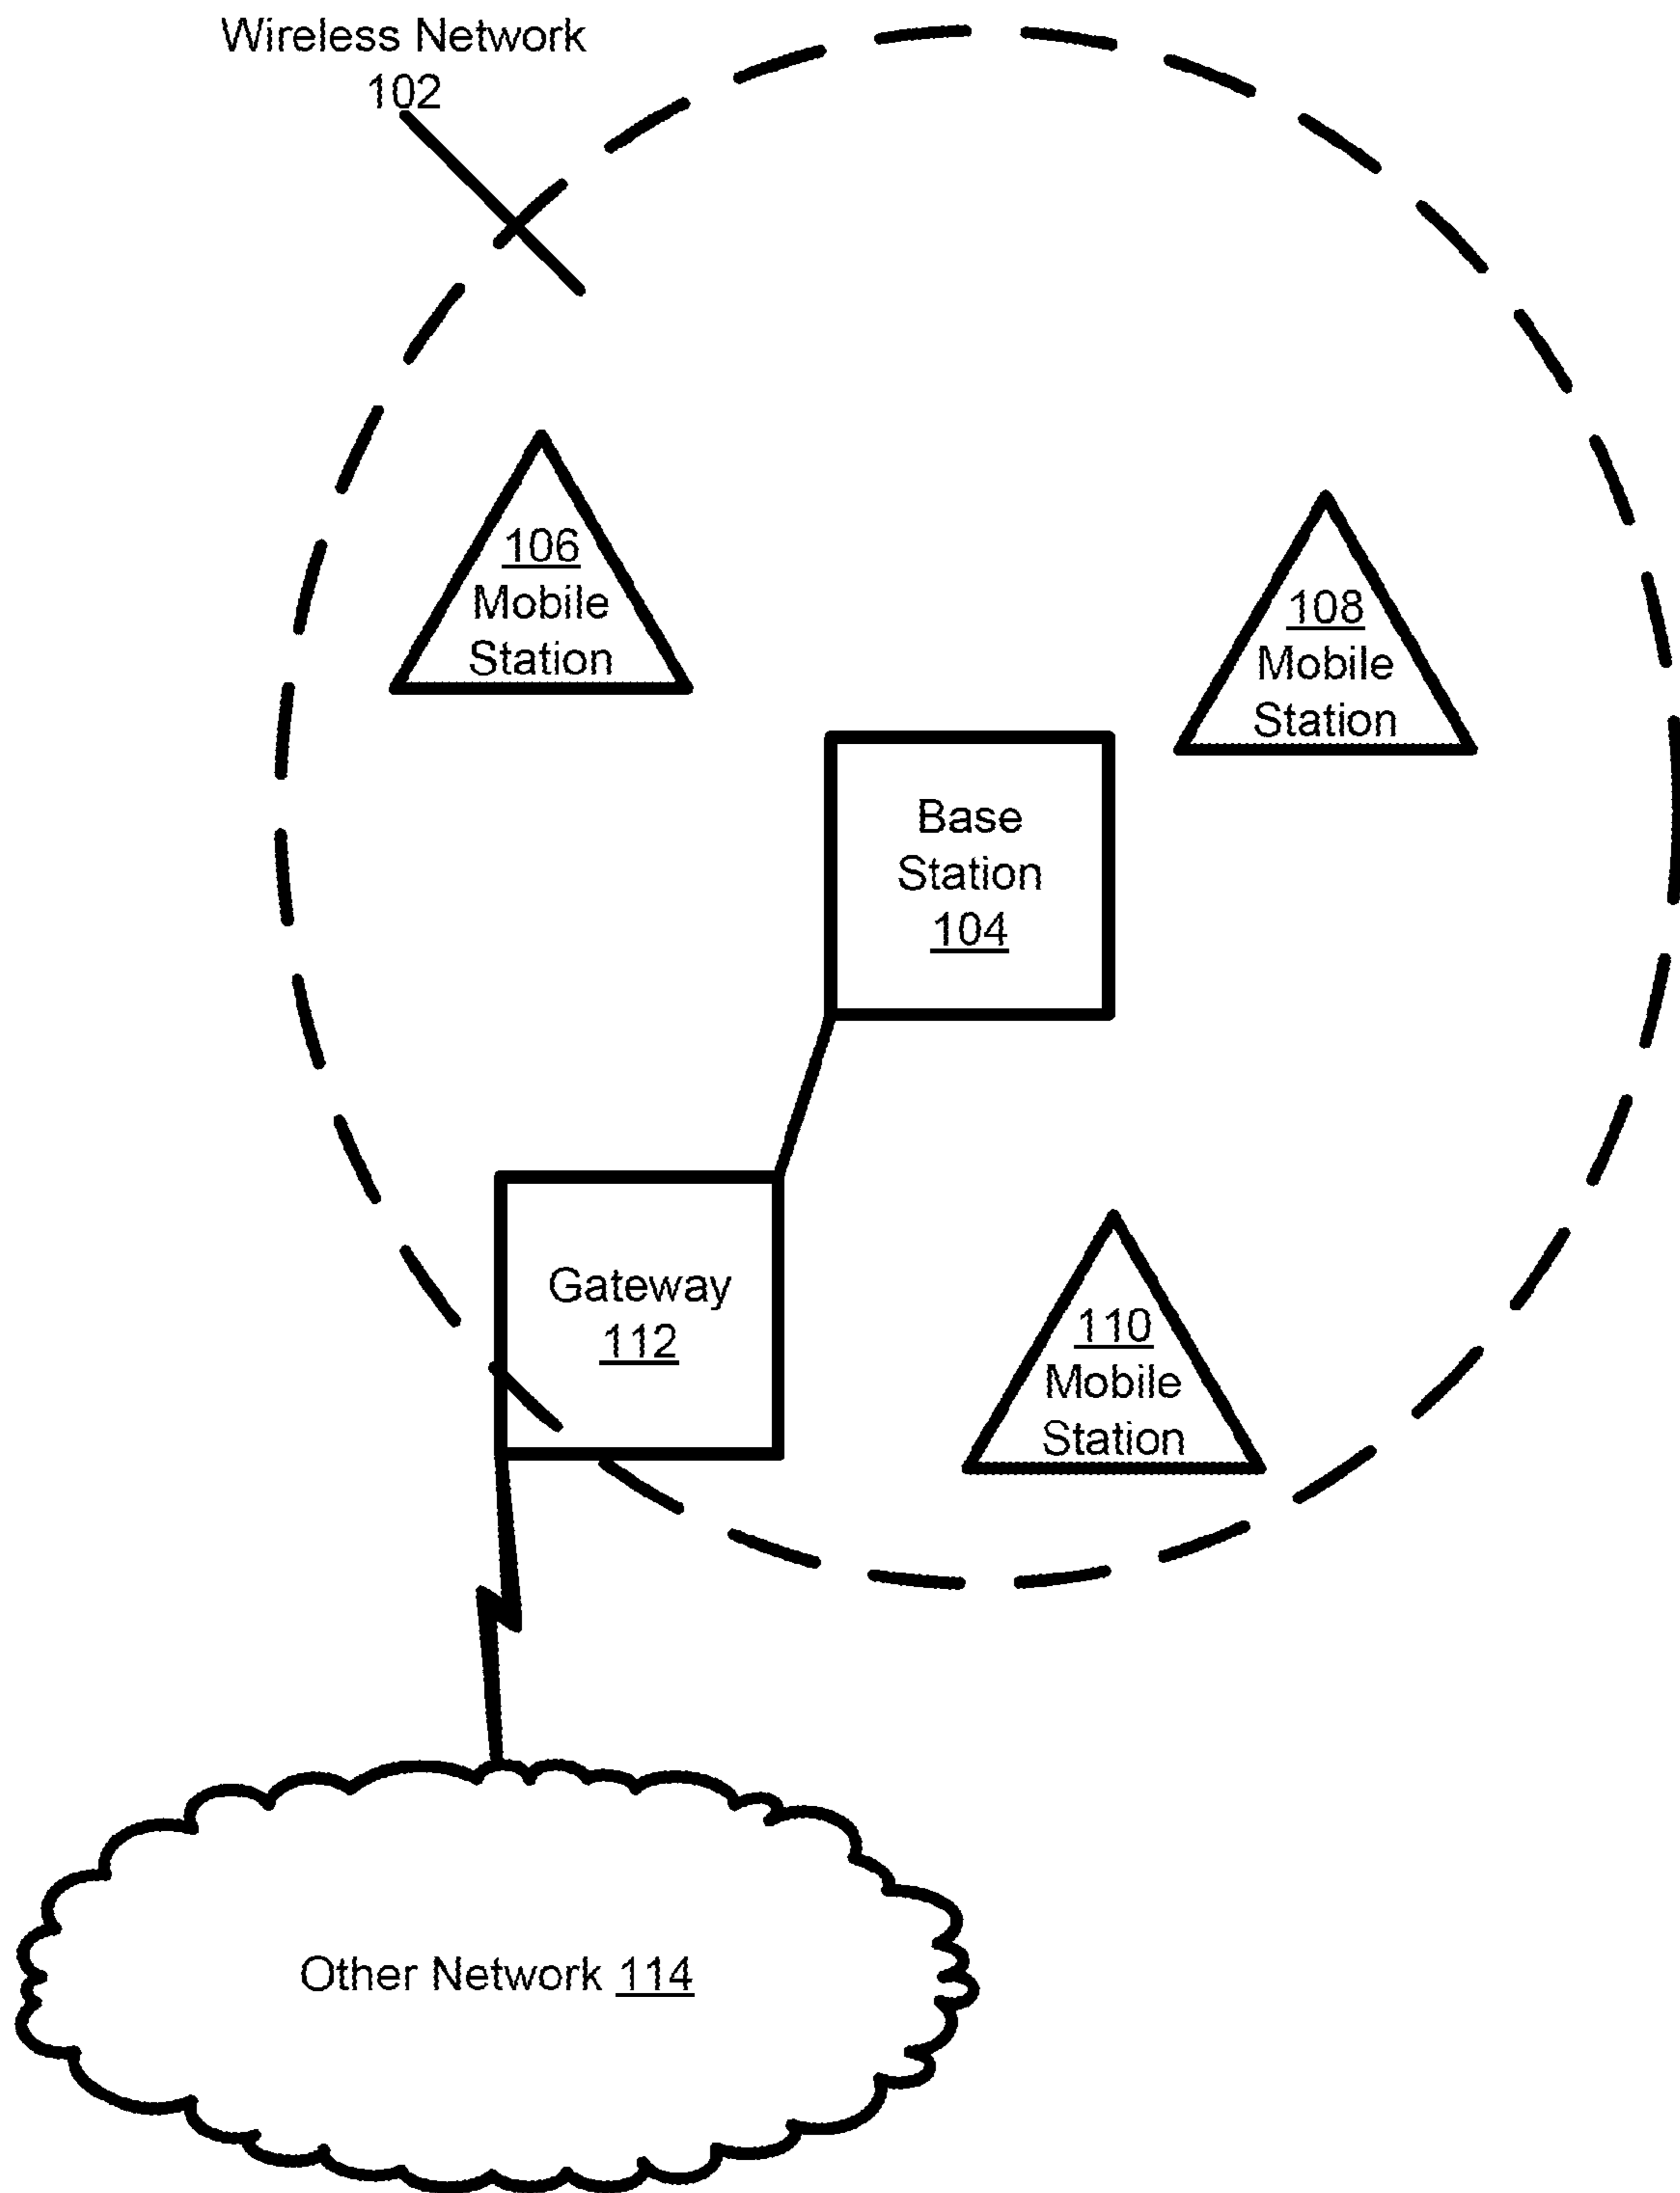 Wireless Network
102
106
Mobile
Station
108
Mobile
Station
Base
Station
104
Gateway
112
110
Mobile
Station
Other Network 114